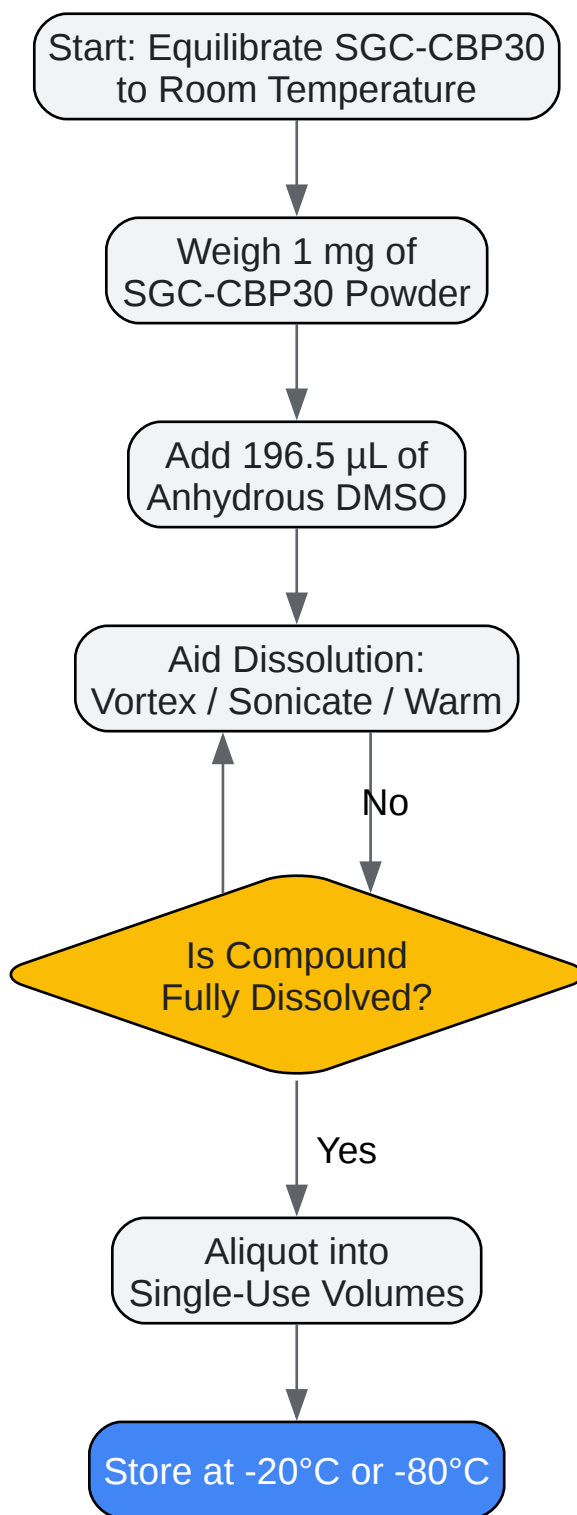 Start: Equilibrate SGC-CBP30
to Room Temperature
Weigh 1 mg of
SGC-CBP30 Powder
Add 196.5 µL of
Anhydrous DMSO
Aid Dissolution:
Vortex / Sonicate / Warm
No
Is Compound
Fully Dissolved?
Yes
Aliquot into
Single-Use Volumes
Store at -20°C or -80°C